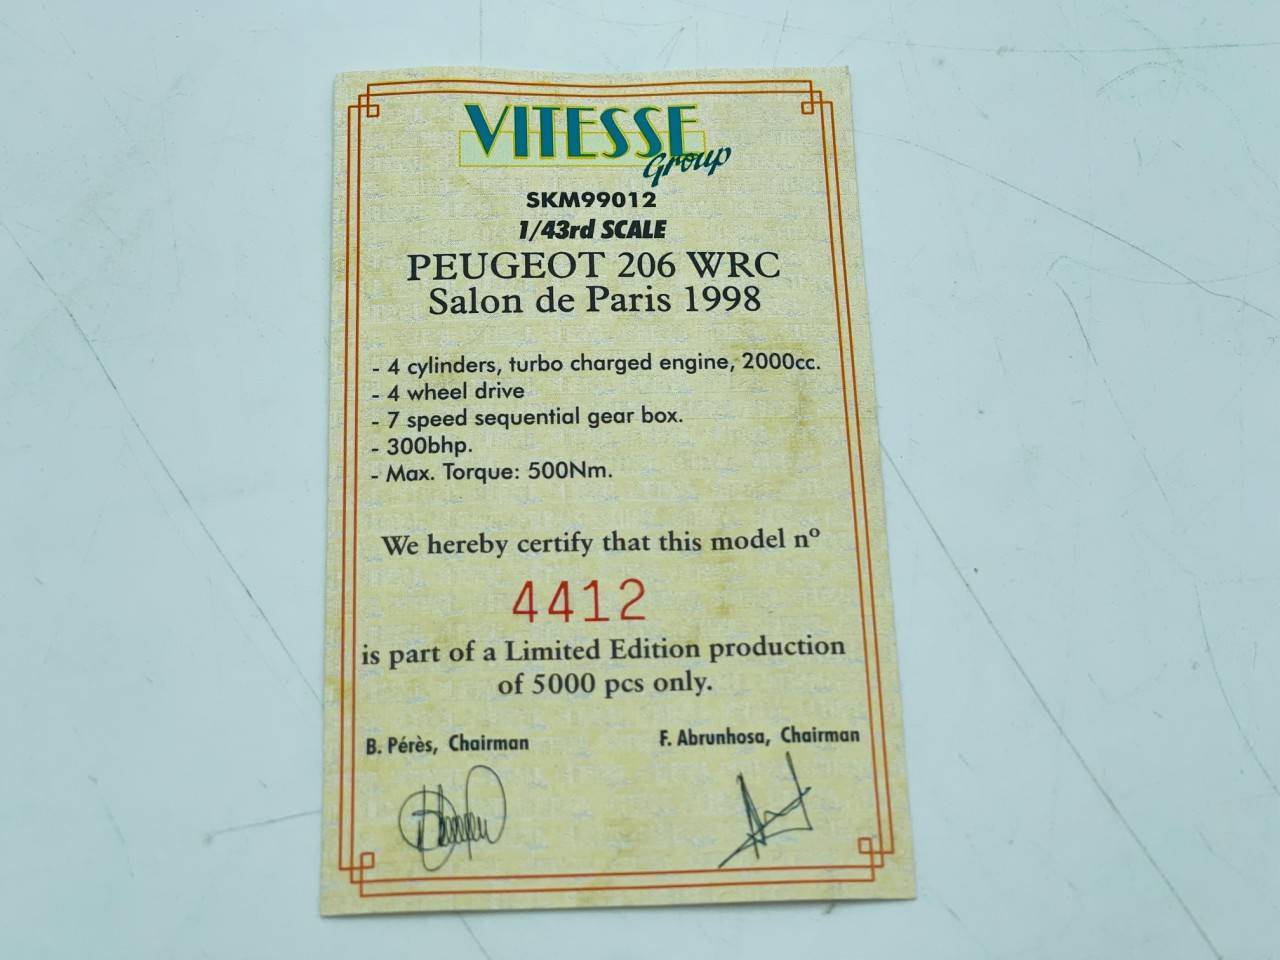 VITESSE
Group
SKM99012
1/43rd SCALE
PEUGEOT 206 WRC
Salon de Paris 1998
- 4 cylinders, turbo charged engine, 2000cc.
- 4 wheel drive
- 7 speed sequential gear box.
- 300bhp.
- Max. Torque: 500Nm.
We hereby certify that this model nº
4412
is part of a Limited Edition production
of 5000 pcs only.
B. Pérès, Chairman
F. Abrunhosa, Chairman